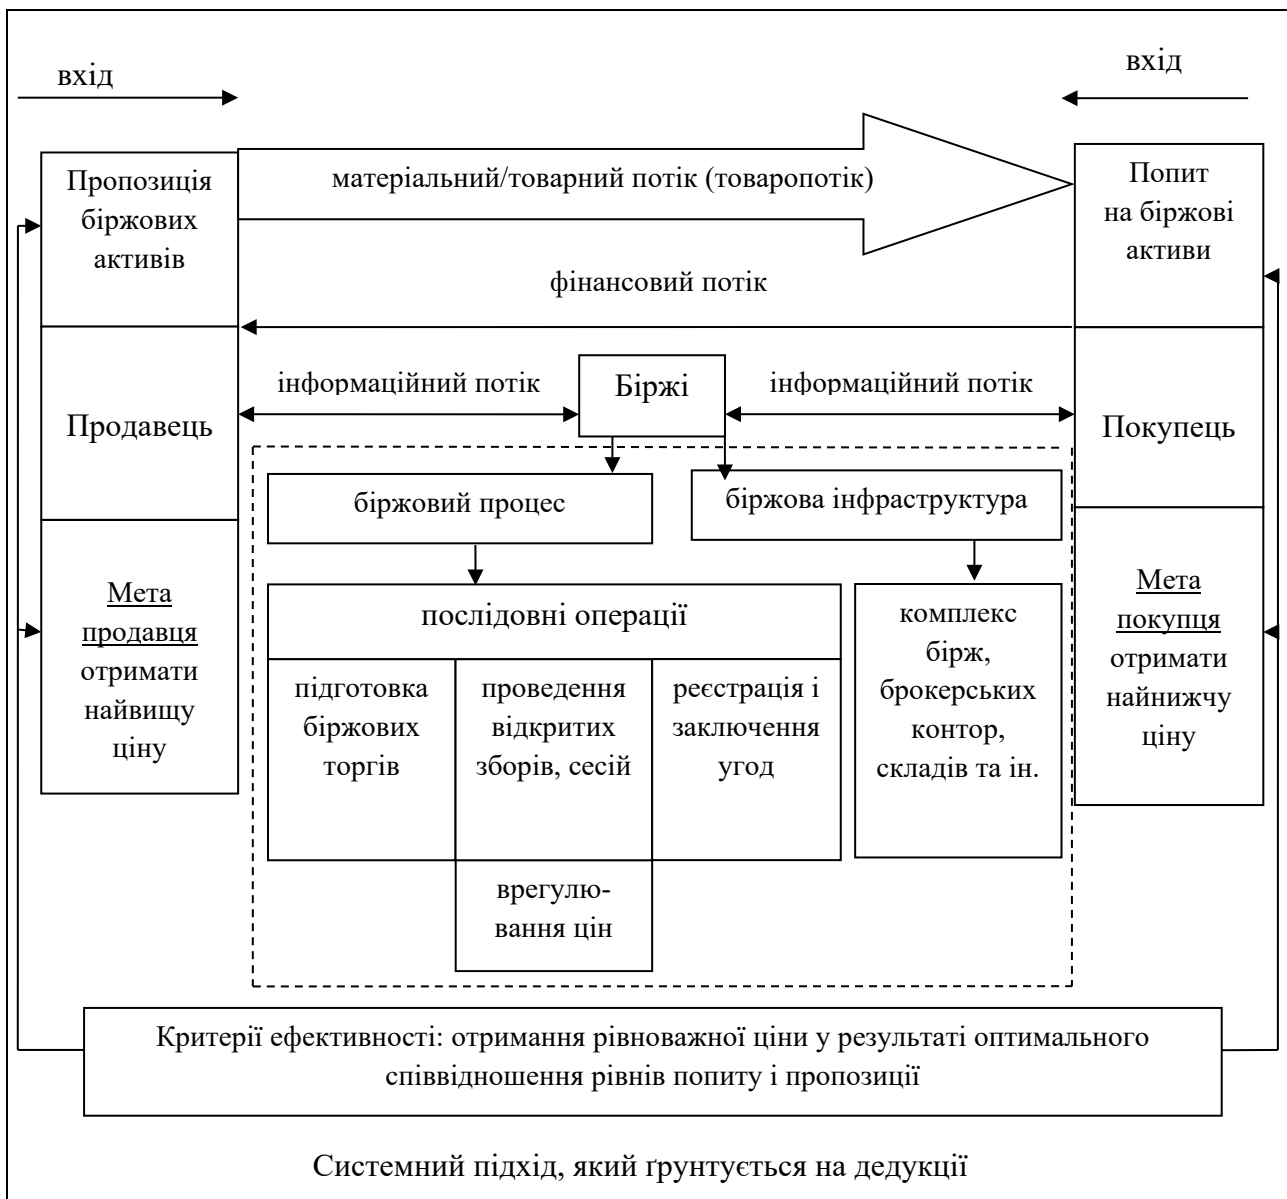 вхід
вхід
Пропозиція
біржових
активів
матеріальний/товарний потік (товаропотік)
Попит
на біржові
активи
фінансовий потік
Продавець
інформаційний потік
Біржі
інформаційний потік
Покупець
біржовий процес
біржова інфраструктура
Мета
продавця
отримати
найвищу
ціну
послідовні операції
підготовка
біржових
торгів
проведення
відкритих
зборів, сесій
реєстрація і
заключення
угод
врегулю-
вання цін
комплекс
бірж,
брокерських
контор,
складів та ін.
Мета
покупця
отримати
найнижчу
ціну
Критерії ефективності: отримання рівноважної ціни у результаті оптимального
співвідношення рівнів попиту і пропозиції
Системний підхід, який ґрунтується на дедукції